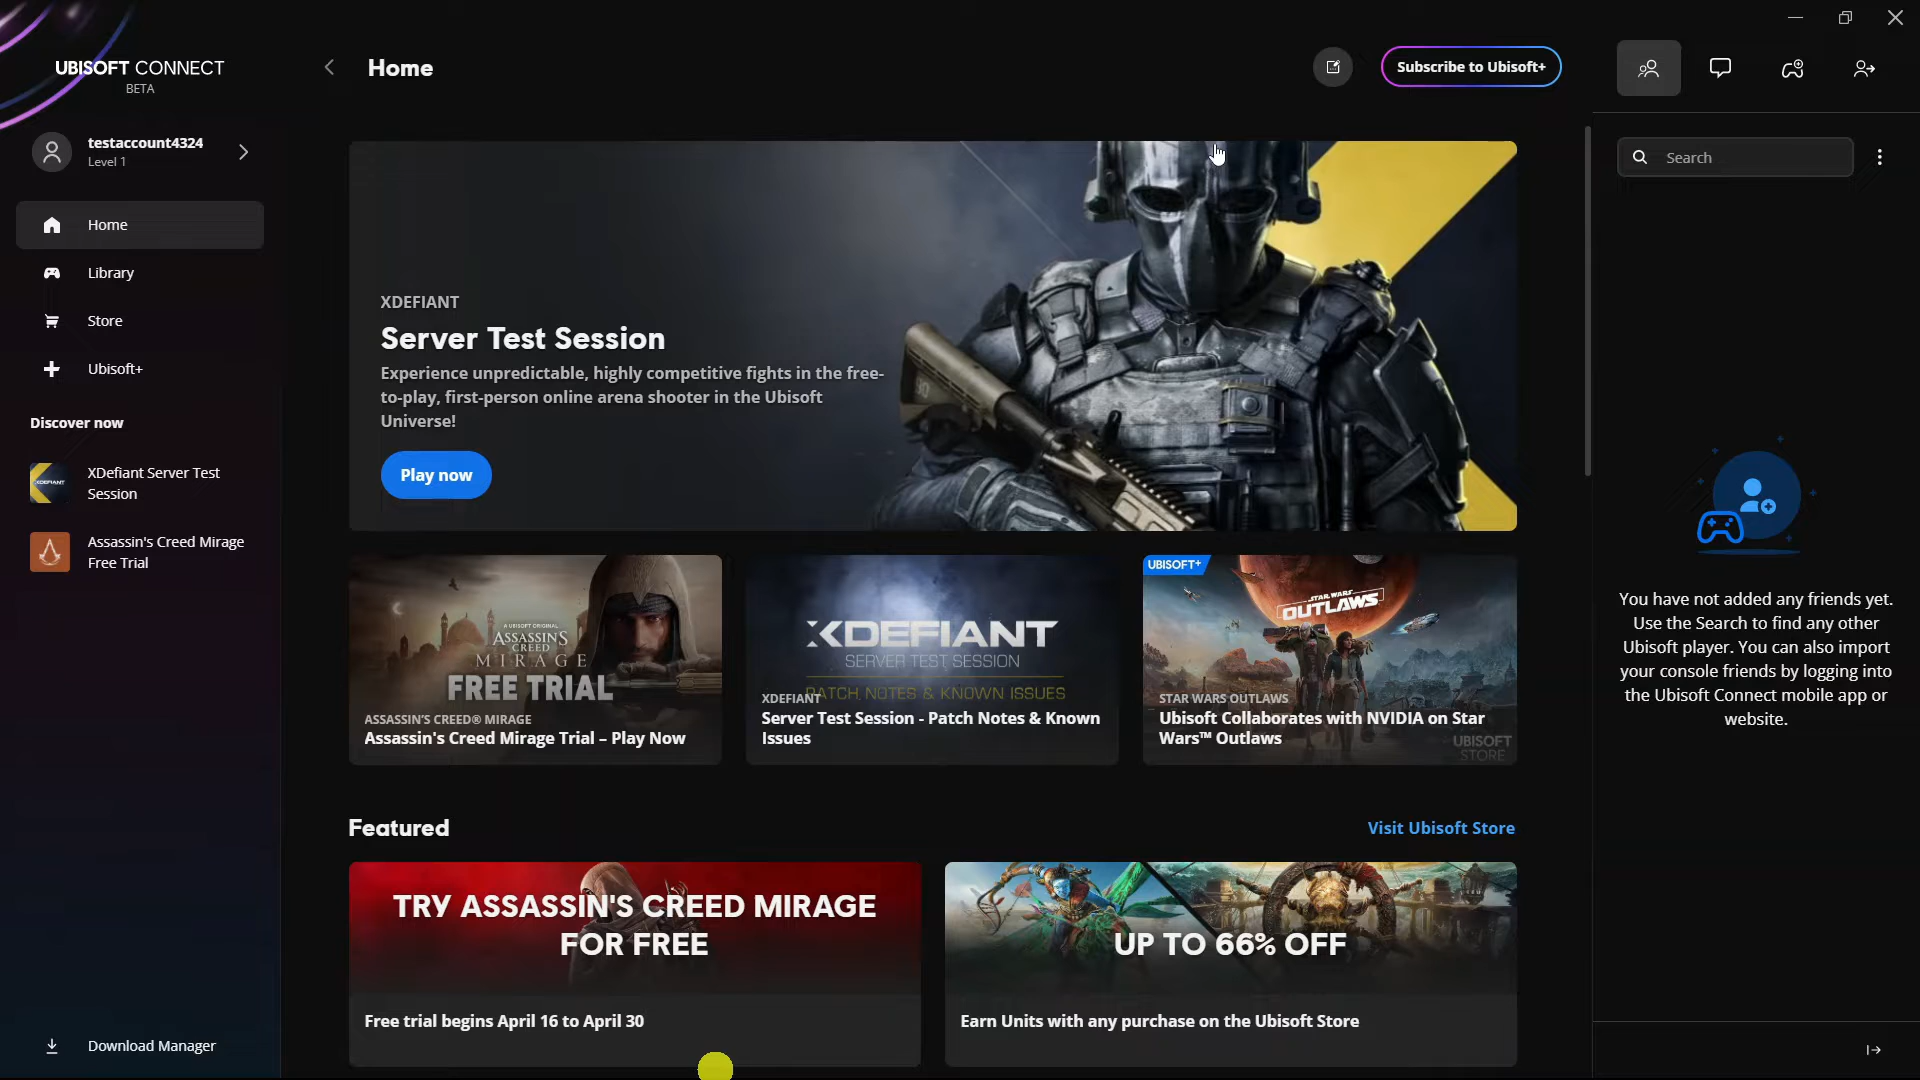 UBISOFT CONNECT
BETA
Home
Subscribe to Ubisoft+
testaccount4324
Level 1
Search
Home
Library
Store
Ubisoft+
Discover now
XDefiant Server Test
Session
Assassin's Creed Mirage
Free Trial
Download Manager
XDEFIANT
Server Test Session
Experience unpredictable, highly competitive fights in the free-
to-play, first-person online arena shooter in the Ubisoft
Universe!
Play now
A UBISOFT ORIGINAL
ASSASSIN'S
CREED
MIRAGE
FREE TRIAL
ASSASSIN'S CREED® MIRAGE
Assassin's Creed Mirage Trial – Play Now
XDEFIANT
SERVER TEST SESSION
PATCH NOTES & KNOWN ISSUES
XDEFIANT
Server Test Session - Patch Notes & Known
Issues
UBISOFT+
STAR WARS
OUTLAWS
STAR WARS OUTLAWS
Ubisoft Collaborates with NVIDIA on Star
Wars™ Outlaws
UBISOFT
STORE
Featured
Visit Ubisoft Store
TRY ASSASSIN'S CREED MIRAGE
FOR FREE
Free trial begins April 16 to April 30
UP TO 66% OFF
Earn Units with any purchase on the Ubisoft Store
You have not added any friends yet.
Use the Search to find any other
Ubisoft player. You can also import
your console friends by logging into
the Ubisoft Connect mobile app or
website.